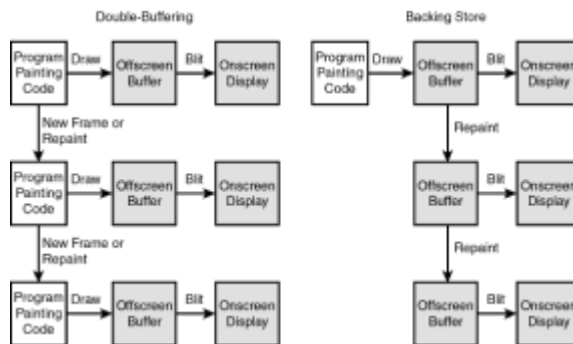 Double-Buffering
Program
Painting
Code
Draw
Offscreen
Buffer
Blit
Onscreen
Display
New Frame or
Repaint
Program
Painting
Code
Draw
Offscreen
Buffer
Blit
Onscreen
Display
New Frame or
Repaint
Program
Painting
Code
Draw
Offscreen
Buffer
Blit
Onscreen
Display
Backing Store
Program
Painting
Code
Draw
Offscreen
Buffer
Blit
Onscreen
Display
Repaint
Offscreen
Buffer
Blit
Onscreen
Display
Repaint
Offscreen
Buffer
Blit
Onscreen
Display